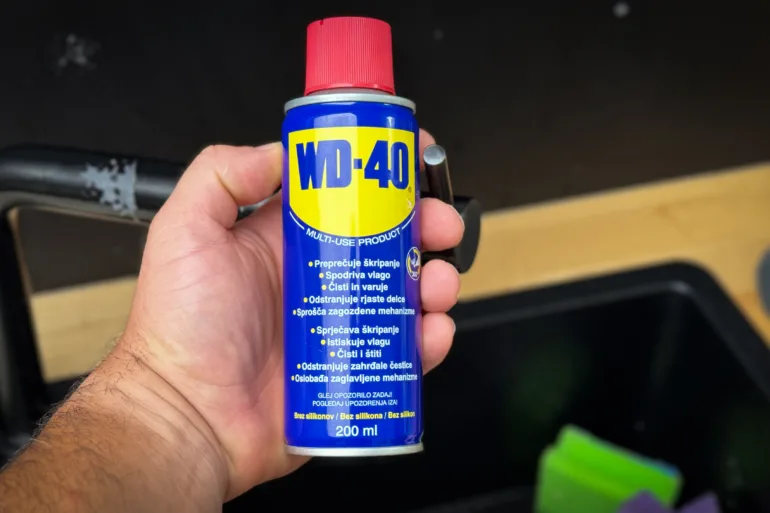 WD-40
MULTI-USE PRODUCT
• Preprečuje škripanje
• Spodriva vlago
• Čisti in varuje
• Odstranjuje rjaste delce
• Sprošča zagozdene mehanizme
• Sprječava škripanje
• Istiskuje vlagu
• Čisti i štiti
• Odstranjuje zahrđale čestice
• Oslobađa zaglavljene mehanizme
GLEJ OPOZORILO ZADAJ
POGLEDAJ UPOZORENJA IZA
Brez silikonov / Bez silikona / Bez silikon
200 ml